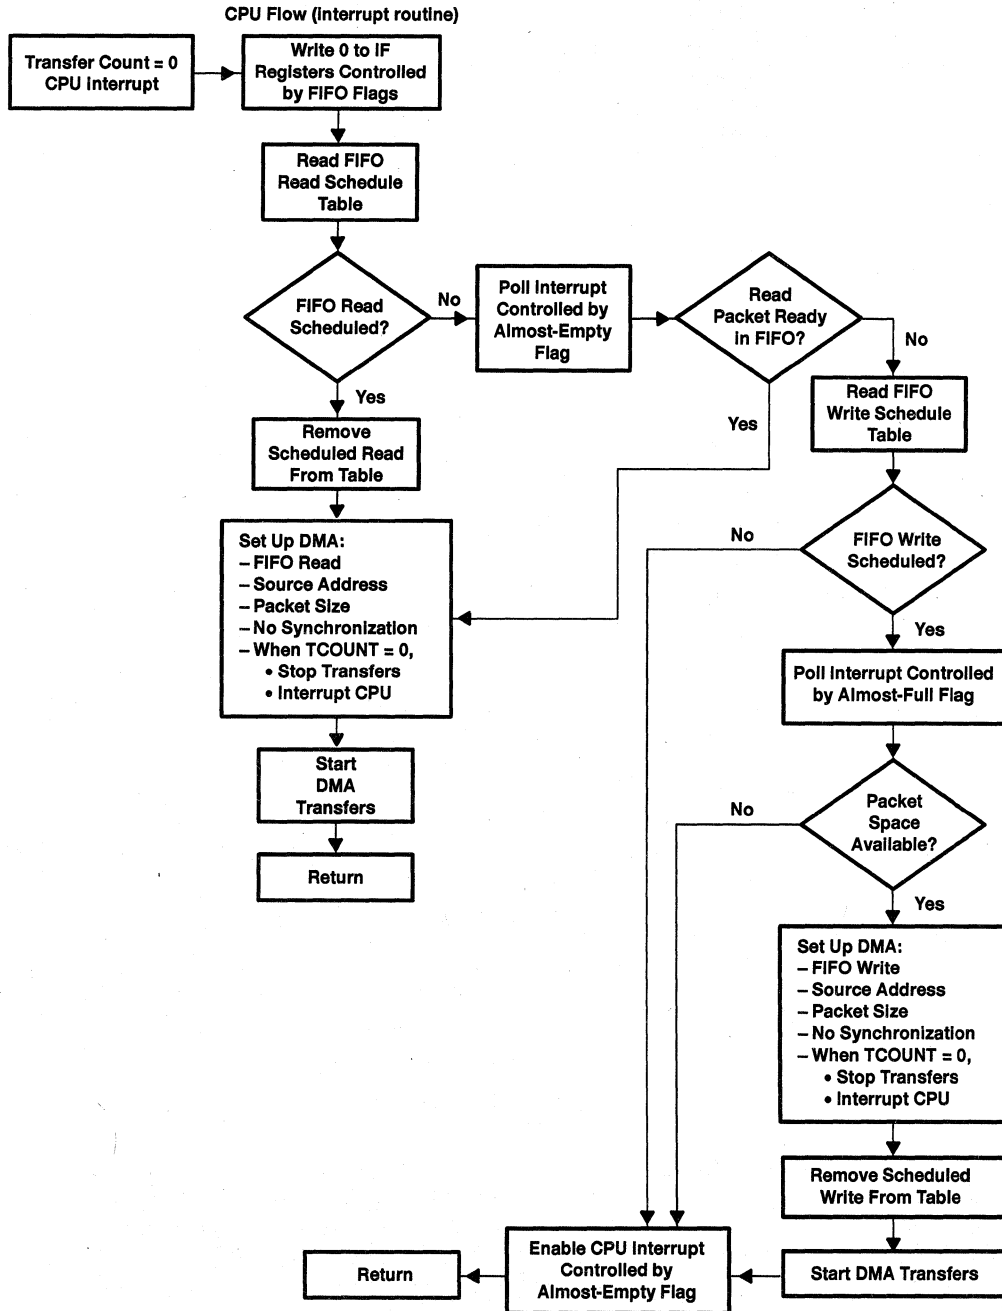 CPU Flow (interrupt routine)
Transfer Count = 0
CPU interrupt
Write 0 to IF
Registers Controlled
by FIFO Flags
Read FIFO
Read Schedule
Table
FIFO Read
Scheduled?
No
Poll Interrupt
Controlled by
Almost-Empty
Flag
Read
Packet Ready
in FIFO?
No
Yes
Yes
Remove
Scheduled Read
From Table
Read FIFO
Write Schedule
Table
Set Up DMA:
– FIFO Read
– Source Address
– Packet Size
– No Synchronization
– When TCOUNT = 0,
• Stop Transfers
• Interrupt CPU
No
FIFO Write
Scheduled?
Yes
Poll Interrupt Controlled
by Almost-Full Flag
Start
DMA
Transfers
Return
No
Packet
Space
Available?
Yes
Set Up DMA:
– FIFO Write
– Source Address
– Packet Size
– No Synchronization
– When TCOUNT = 0,
• Stop Transfers
• Interrupt CPU
Remove Scheduled
Write From Table
Start DMA Transfers
Enable CPU Interrupt
Controlled by
Almost-Empty Flag
Return